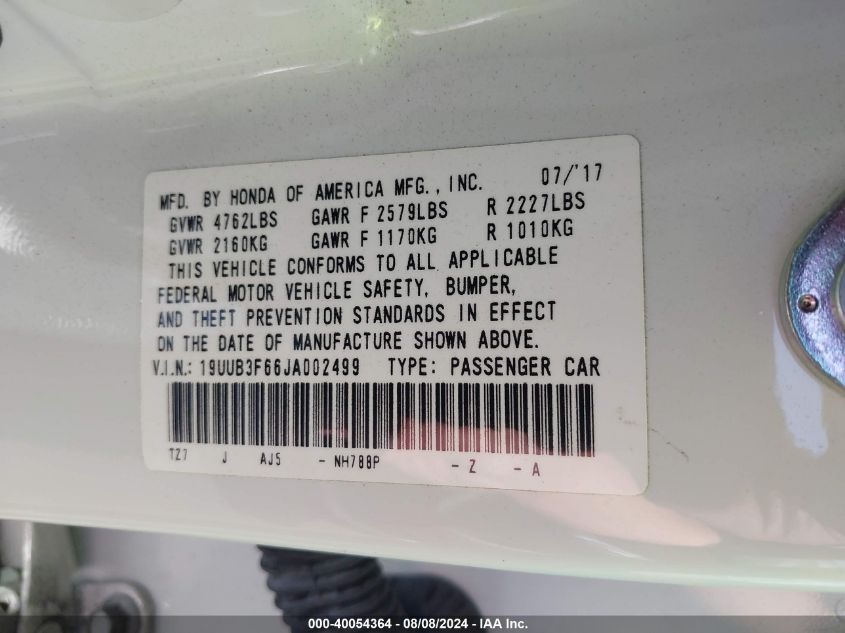 MFD. BY HONDA OF AMERICA MFG., INC. 07/'17
GVWR 4762LBS GAWR F 2579LBS R 2227LBS
GVWR 2160KG GAWR F 1170KG R 1010KG
THIS VEHICLE CONFORMS TO ALL APPLICABLE
FEDERAL MOTOR VEHICLE SAFETY, BUMPER,
AND THEFT PREVENTION STANDARDS IN EFFECT
ON THE DATE OF MANUFACTURE SHOWN ABOVE.
V.I.N.: 19UUB3F66JA002499 TYPE: PASSENGER CAR
TZ7 J AJ5 - NH788P - Z - A
000-40054364 - 08/08/2024 - IAA Inc.